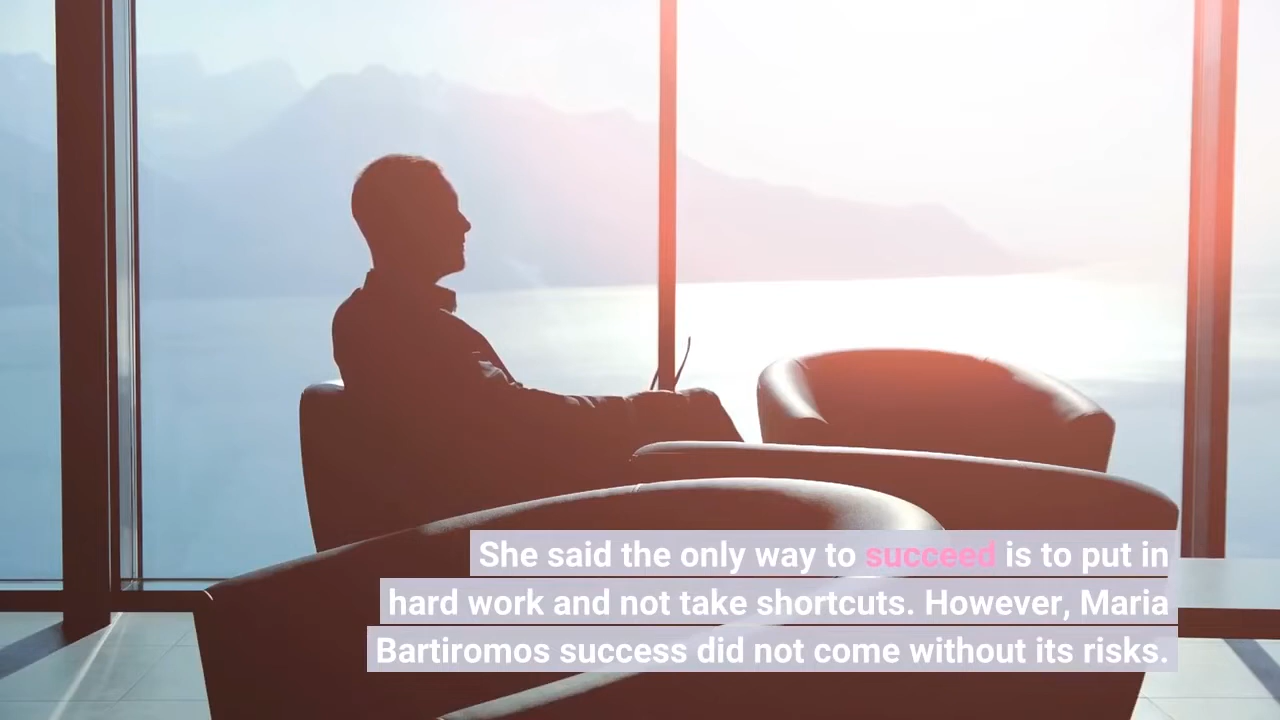 She said the only way to succeed is to put in
hard work and not take shortcuts. However, Maria
Bartiromos success did not come without its risks.